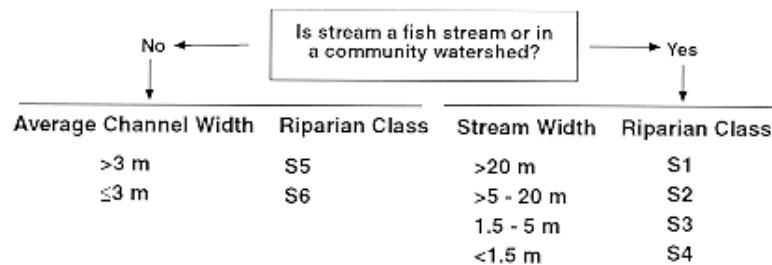 Is stream a fish stream or in
a community watershed?
No
Yes
Average Channel Width Riparian Class
>3 m S5
≤3 m S6
Stream Width Riparian Class
>20 m S1
>5 - 20 m S2
1.5 - 5 m S3
<1.5 m S4